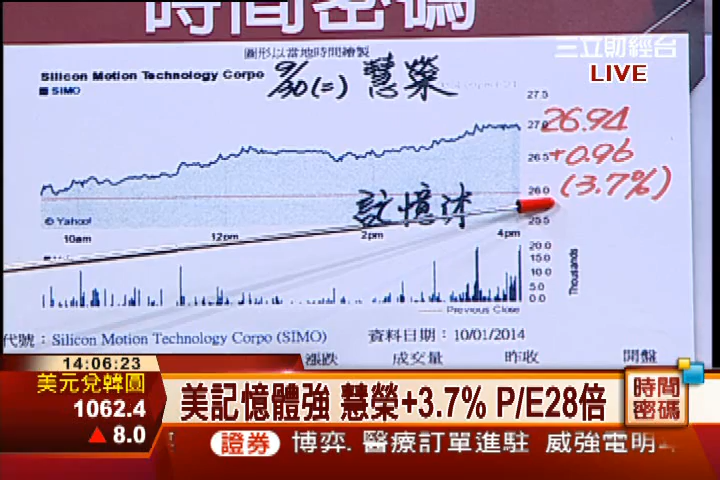 時間密碼
圖形以當地時間繪製
三立財經台
LIVE
Silicon Motion Technology Corpo
SIMO
9/30(二) 慧榮
27.5
27.0
26.5
26.0
25.5
26.94
+0.96
(3.7%)
記憶体
© Yahoo!
10am 12pm 2pm 4pm
20.0
15.0
10.0
5.0
0.0
Thousands
Previous Close
代號： Silicon Motion Technology Corpo (SIMO) 資料日期： 10/01/2014
漲跌 成交量 昨收 開盤
14:06:23
美元兌韓圓
1062.4
▲8.0
美記憶體強 慧榮+3.7% P/E28倍
時間
密碼
證券 博弈. 醫療訂單進駐 威強電明